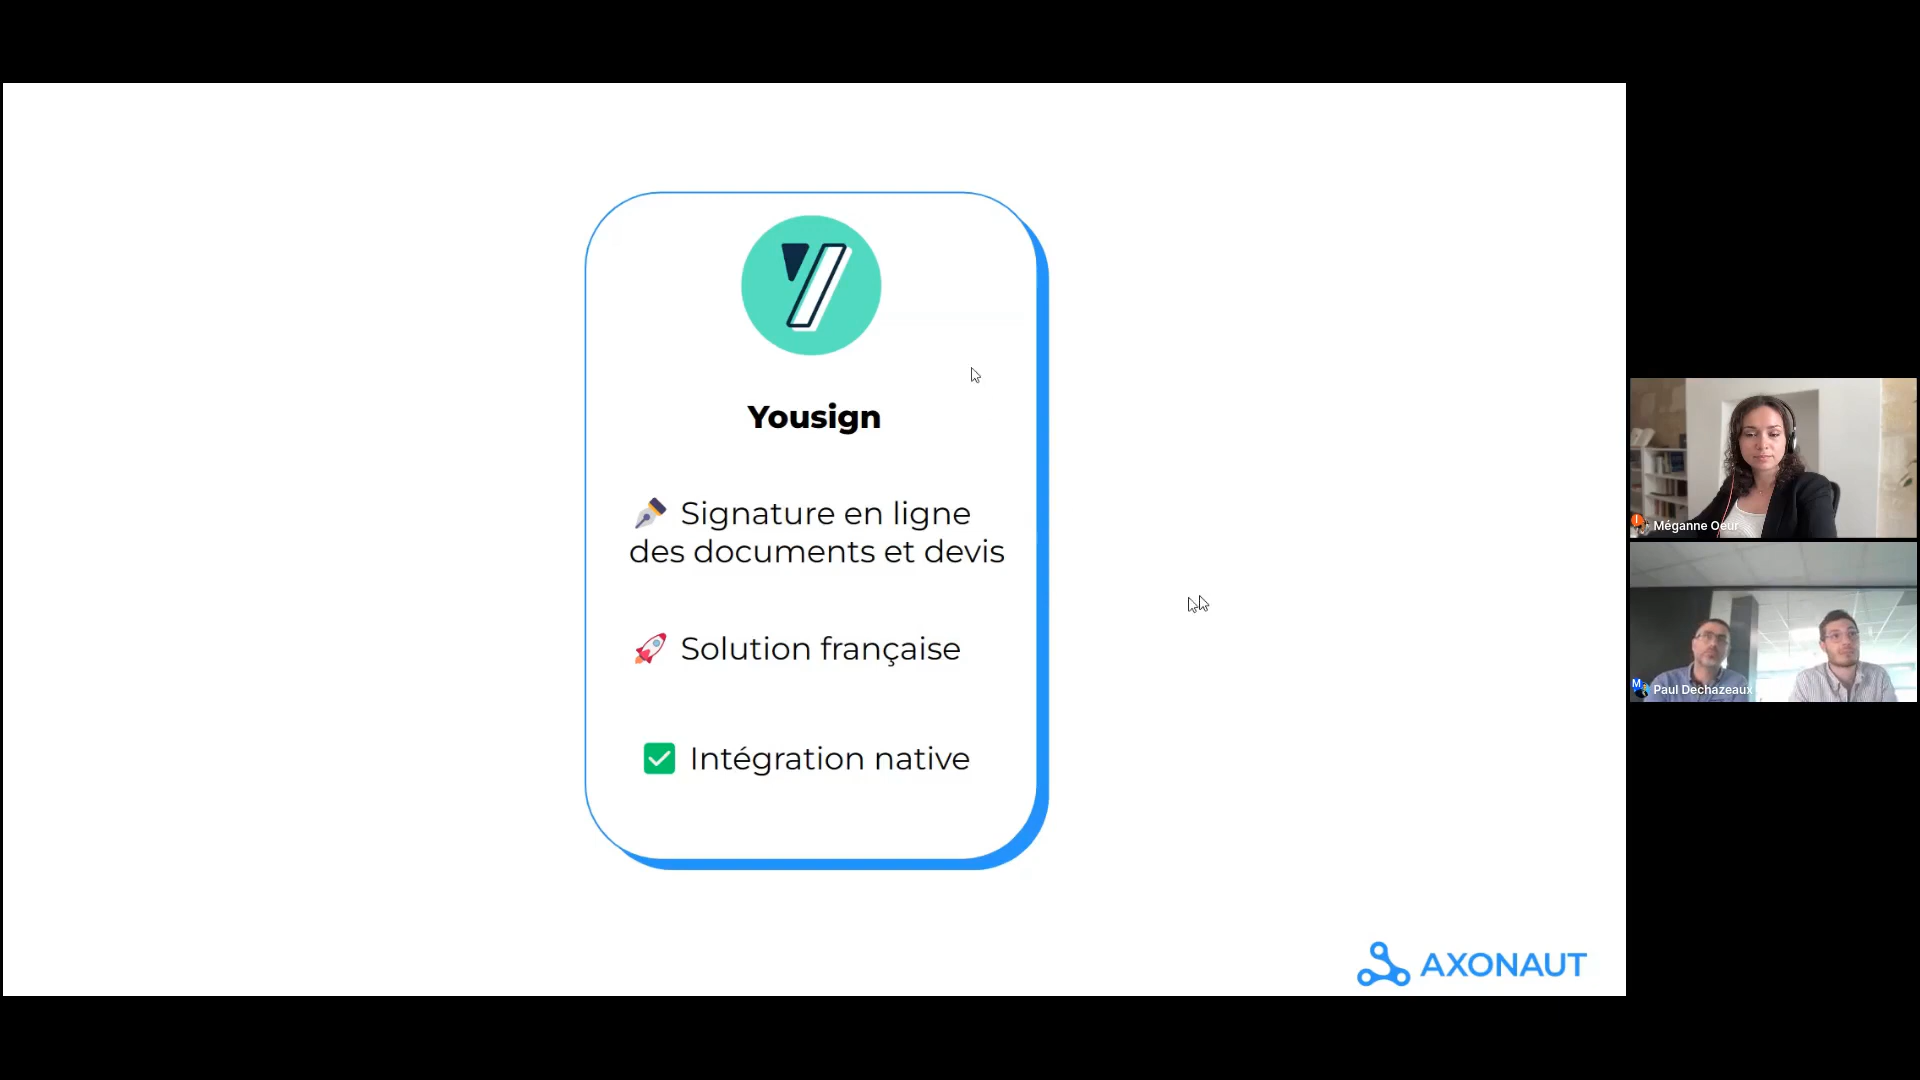 Yousign
Signature en ligne
des documents et devis
Solution française
Intégration native
AXONAUT
Méganne Oeur
Paul Dechazeaux